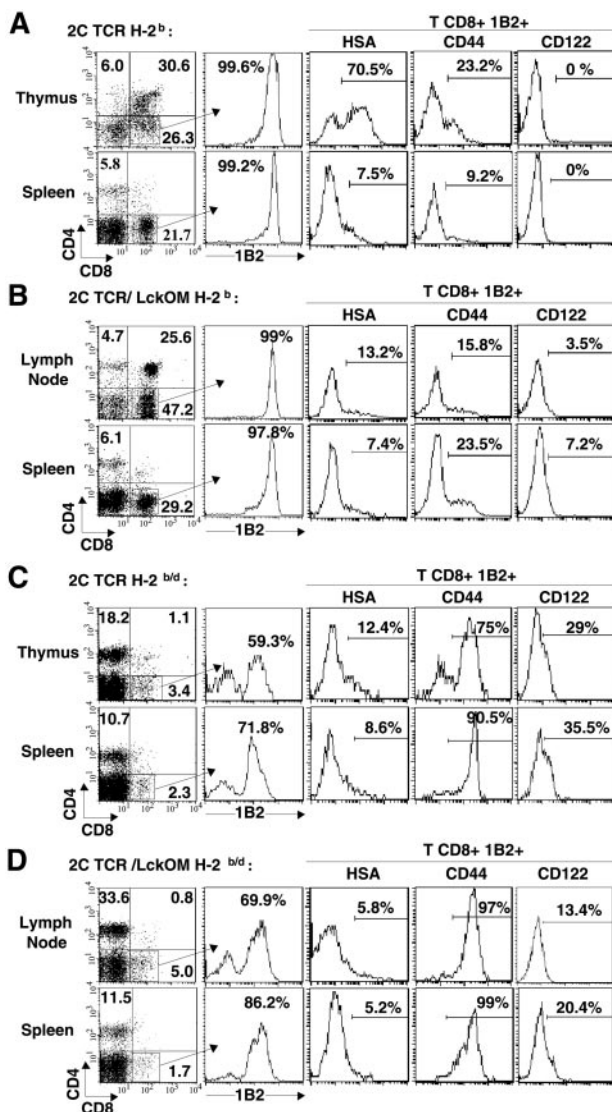 A
2C TCR H-2 b :
T CD8+ 1B2+
HSA CD44 CD122
Thymus
6.0 30.6
26.3
99.6%
70.5%
23.2%
0 %
Spleen
5.8
21.7
99.2%
7.5%
9.2%
0%
CD4
CD8
1B2
B
2C TCR/ LckOM H-2 b :
T CD8+ 1B2+
HSA CD44 CD122
Lymph
Node
4.7 25.6
47.2
99%
13.2%
15.8%
3.5%
Spleen
6.1
29.2
97.8%
7.4%
23.5%
7.2%
CD4
CD8
1B2
C
2C TCR H-2 b/d :
T CD8+ 1B2+
HSA CD44 CD122
Thymus
18.2 1.1
3.4
59.3%
12.4%
75%
29%
Spleen
10.7
2.3
71.8%
8.6%
90.5%
35.5%
CD4
CD8
1B2
D
2C TCR /LckOM H-2 b/d :
T CD8+ 1B2+
HSA CD44 CD122
Lymph
Node
33.6 0.8
5.0
69.9%
5.8%
97%
13.4%
Spleen
11.5
1.7
86.2%
5.2%
99%
20.4%
CD4
CD8
1B2